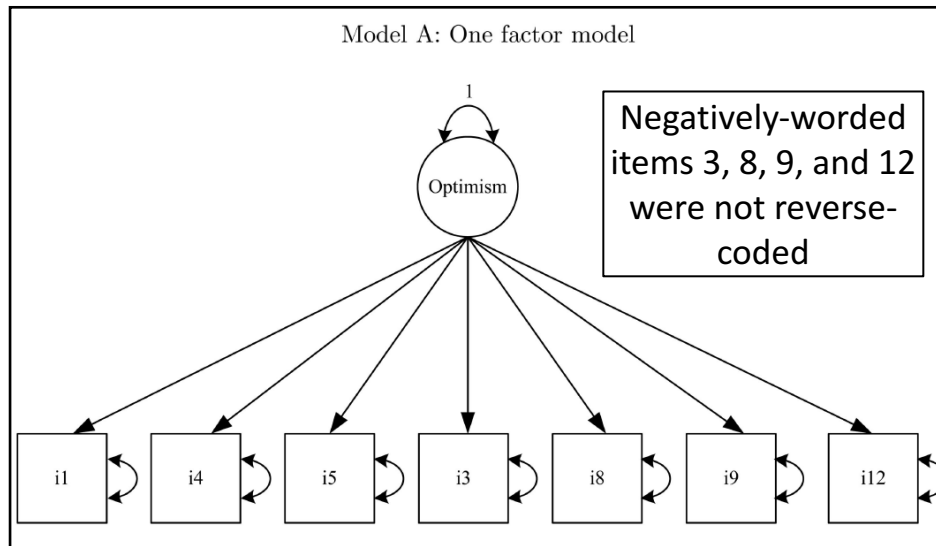 Model A: One factor model
1
Negatively-worded
items 3, 8, 9, and 12
were not reverse-
coded
Optimism
i1 i4 i5 i3 i8 i9 i12